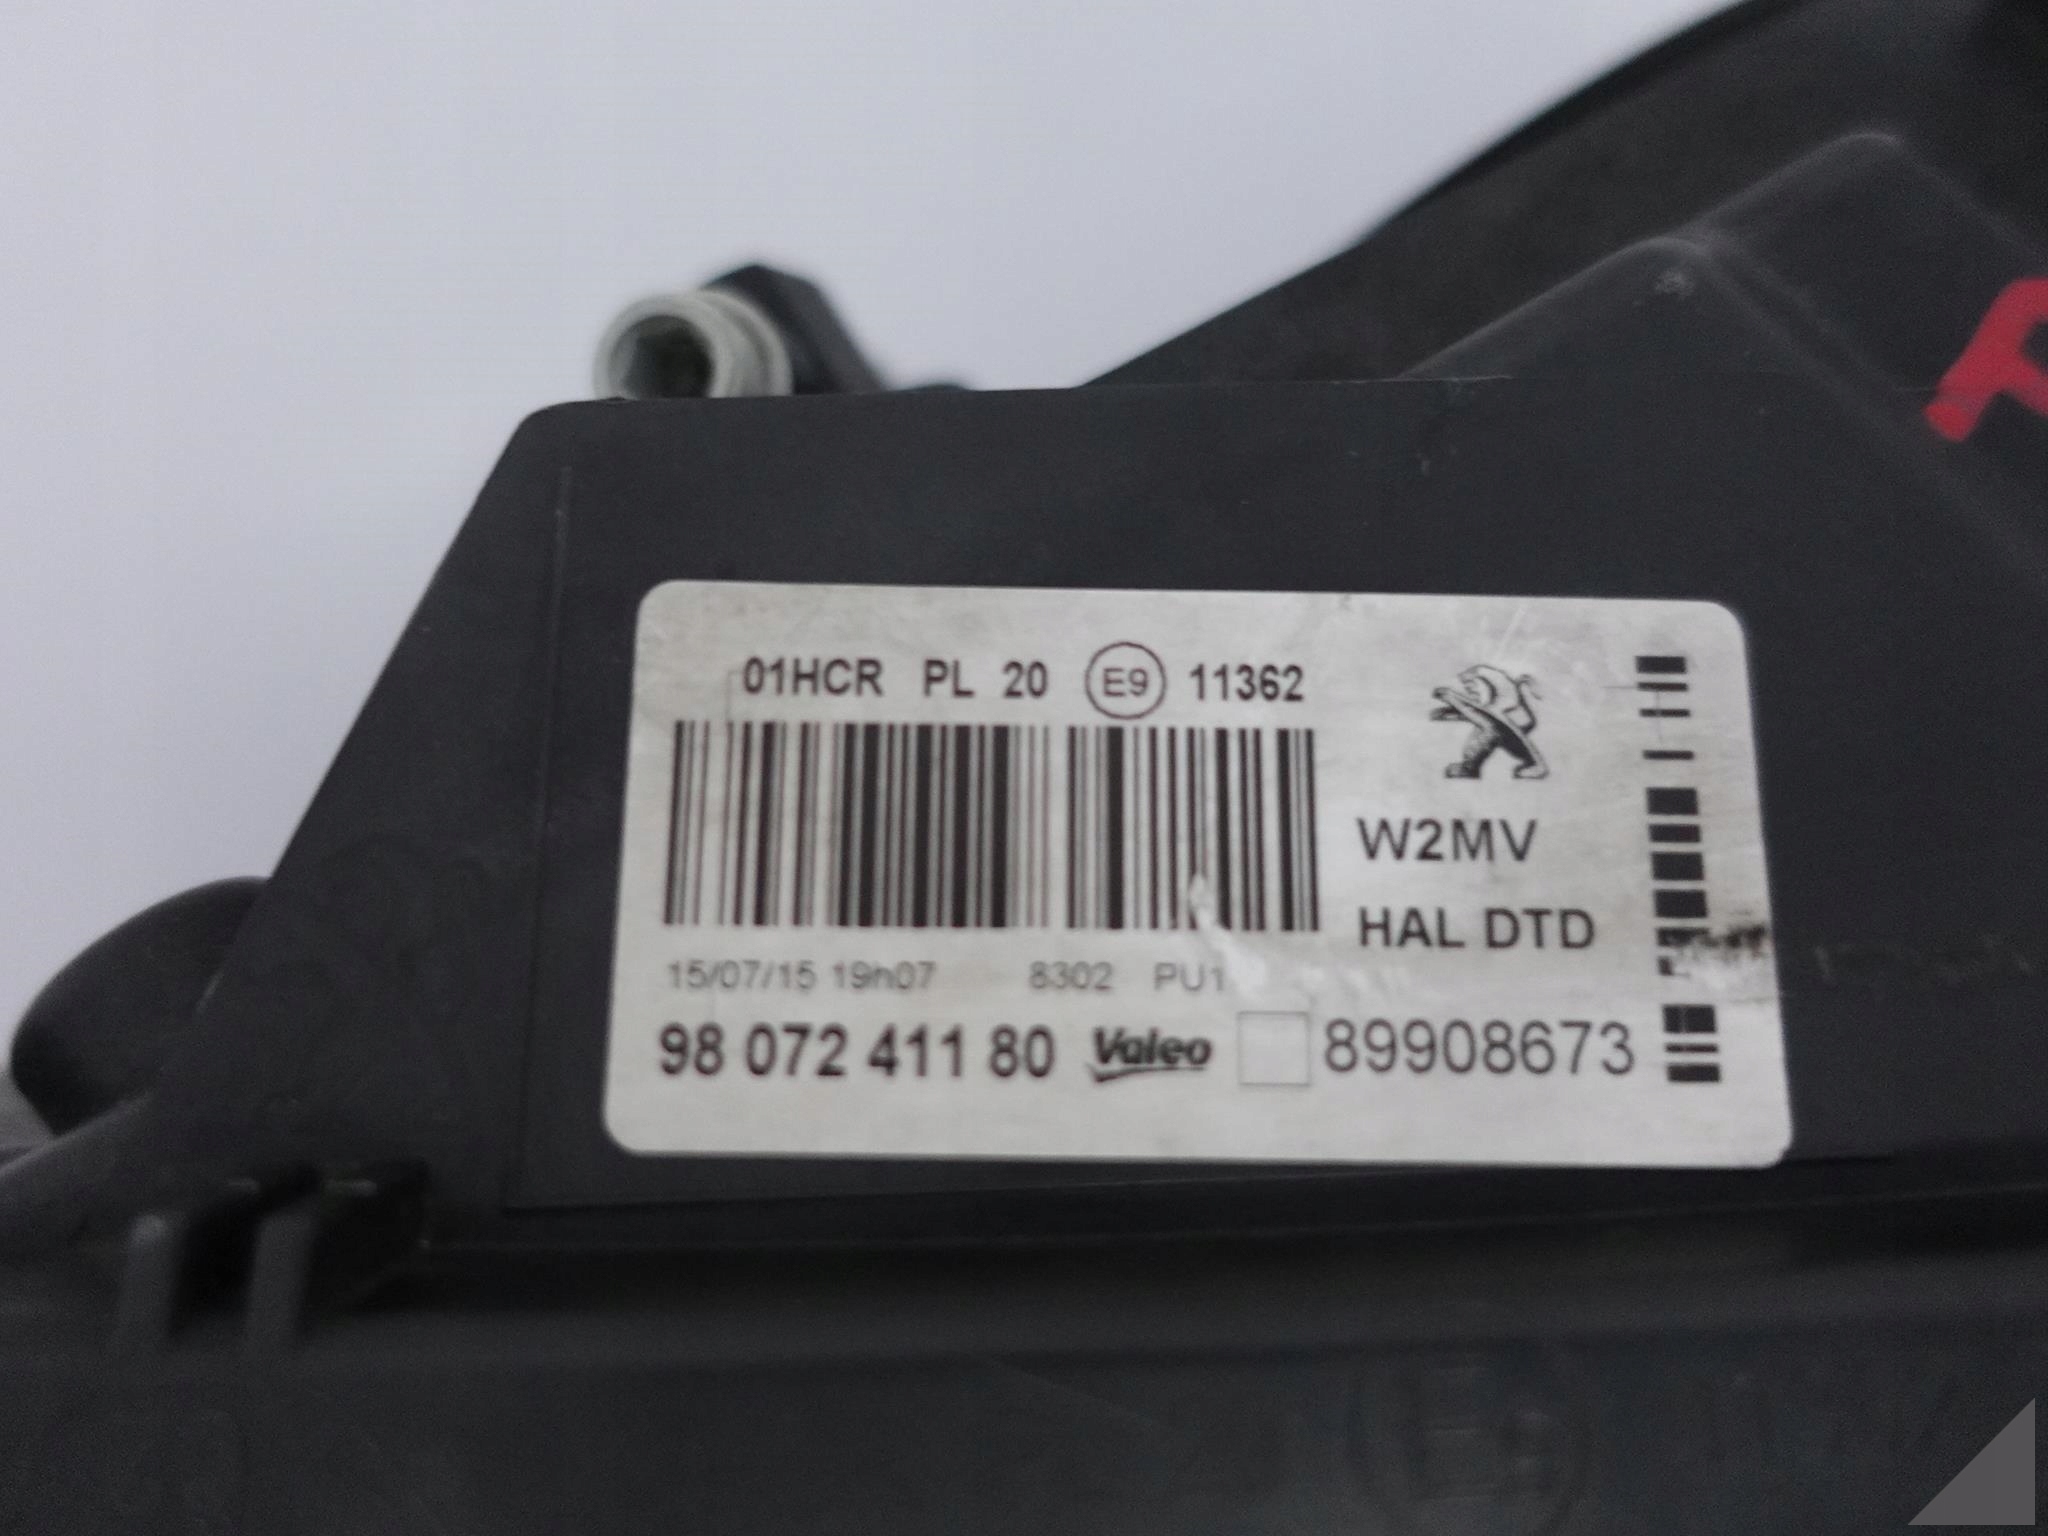 01HCR PL 20 E9 11362
W2MV
HAL DTD
15/07/15 19h07 8302 PU1
98 072 411 80 Valeo 89908673